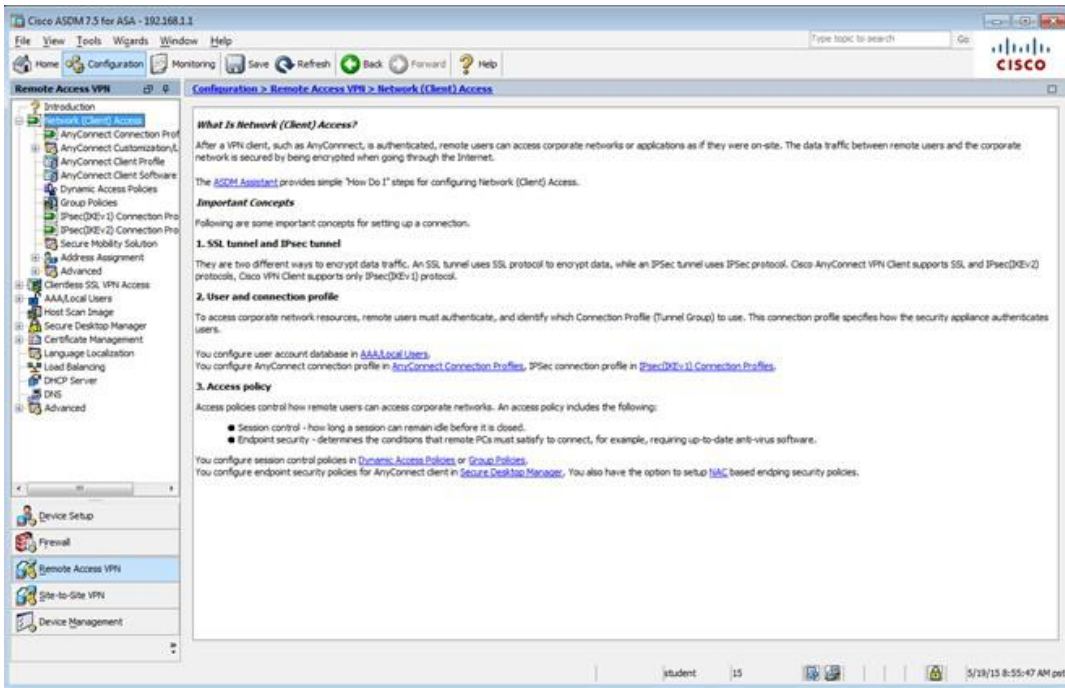 Cisco ASDM 7.5 for ASA - 192.168.1.1
File View Tools Wizards Window Help
Type topic to search Go
Home Configuration Monitoring Save Refresh Back Forward Help
CISCO
Remote Access VPN
Configuration > Remote Access VPN > Network (Client) Access
Introduction
Network (Client) Access
AnyConnect Connection Prof
AnyConnect Customization/L
AnyConnect Client Profile
AnyConnect Client Software
Dynamic Access Policies
Group Policies
IPsec(IKEv1) Connection Pro
IPsec(IKEv2) Connection Pro
Secure Mobility Solution
Address Assignment
Advanced
Clientless SSL VPN Access
AAA/Local Users
Host Scan Image
Secure Desktop Manager
Certificate Management
Language Localization
Load Balancing
DHCP Server
DNS
Advanced
Device Setup
Firewall
Remote Access VPN
Site-to-Site VPN
Device Management
What Is Network (Client) Access?
After a VPN client, such as AnyConnnect, is authenticated, remote users can access corporate networks or applications as if they were on-site. The data traffic between remote users and the corporate
network is secured by being encrypted when going through the Internet.
The ASDM Assistant provides simple "How Do I" steps for configuring Network (Client) Access.
Important Concepts
Following are some important concepts for setting up a connection.
1. SSL tunnel and IPsec tunnel
They are two different ways to encrypt data traffic. An SSL tunnel uses SSL protocol to encrypt data, while an IPSec tunnel uses IPSec protocol. Cisco AnyConnect VPN Client supports SSL and IPsec(IKEv2)
protocols, Cisco VPN Client supports only IPsec(IKEv1) protocol.
2. User and connection profile
To access corporate network resources, remote users must authenticate, and identify which Connection Profile (Tunnel Group) to use. This connection profile specifies how the security appliance authenticates
users.
You configure user account database in AAA/Local Users.
You configure AnyConnect connection profile in AnyConnect Connection Profiles, IPSec connection profile in IPsec(IKEv1) Connection Profiles.
3. Access policy
Access policies control how remote users can access corporate networks. An access policy includes the following:
● Session control - how long a session can remain idle before it is closed.
● Endpoint security - determines the conditions that remote PCs must satisfy to connect, for example, requiring up-to-date anti-virus software.
You configure session control policies in Dynamic Access Policies or Group Policies.
You configure endpoint security policies for AnyConnect client in Secure Desktop Manager. You also have the option to setup NAC based endping security policies.
student 15 5/19/15 8:55:47 AM pst